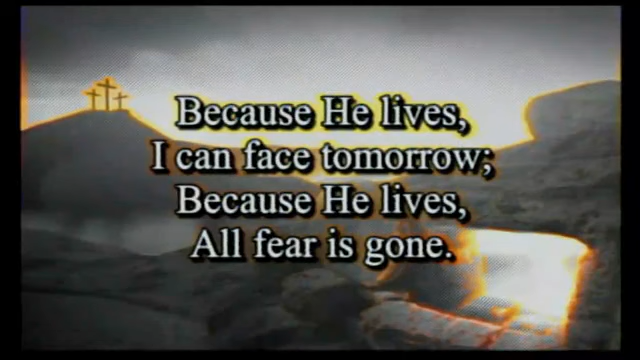 Because He lives,
I can face tomorrow;
Because He lives,
All fear is gone.